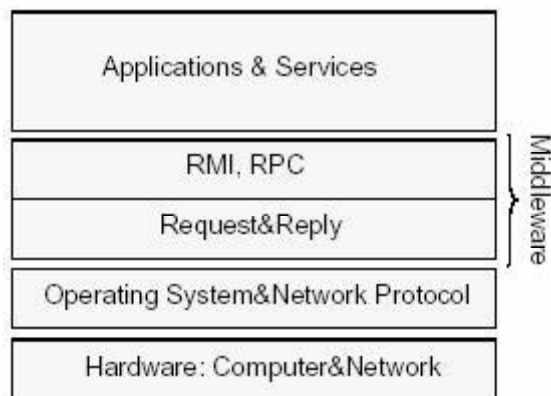 Applications & Services
RMI, RPC
Request&Reply
Middleware
Operating System&Network Protocol
Hardware: Computer&Network